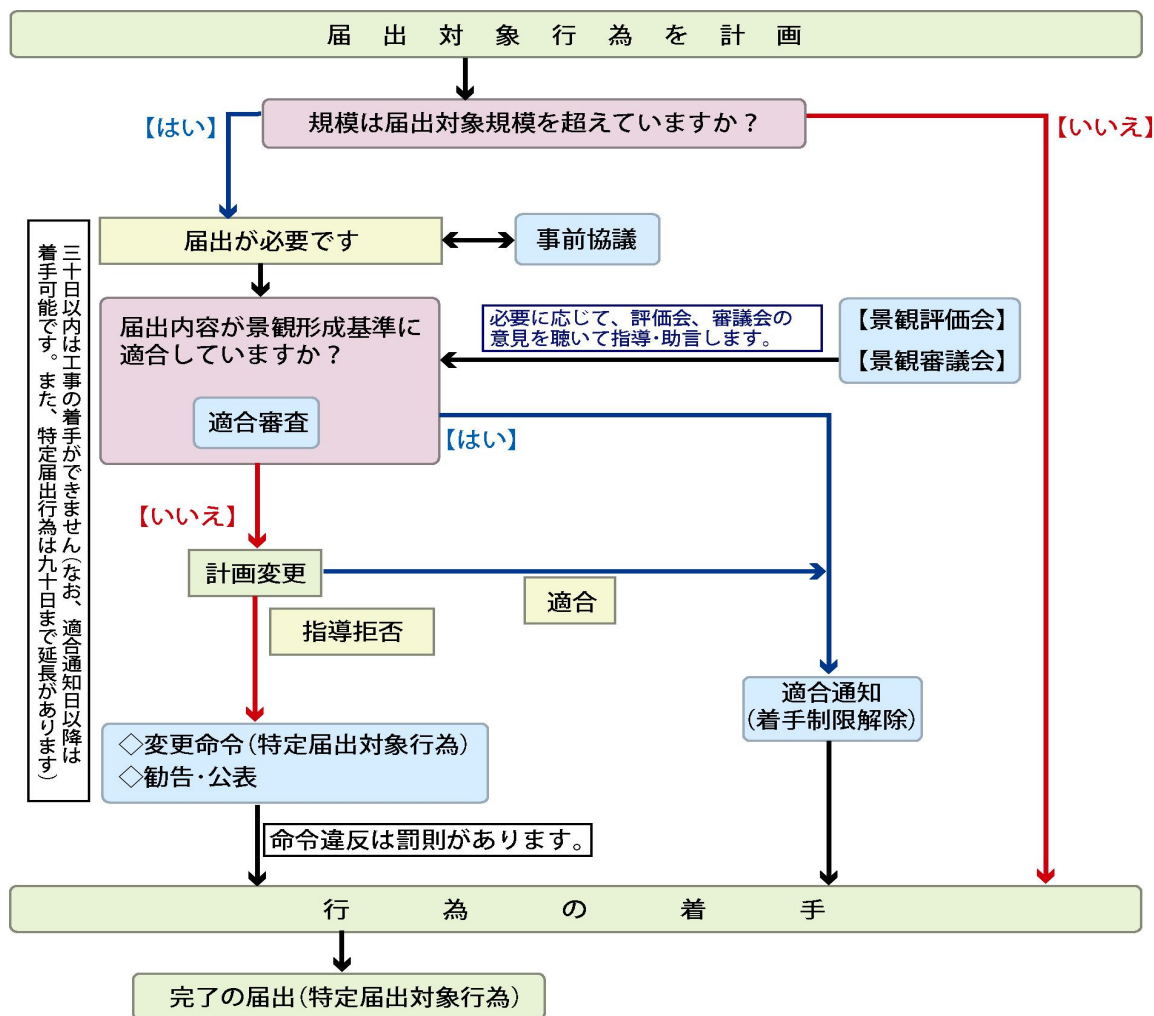 届出対象行為を計画
規模は届出対象規模を超えていますか？
【はい】
【いいえ】
届出が必要です
事前協議
三十日以内は工事の着手ができません（なお、適合通知日以降は
着手可能です。また、特定届出行為は九十日まで延長があります）
届出内容が景観形成基準に
適合していますか？
適合審査
必要に応じて、評価会、審議会の
意見を聴いて指導・助言します。
【景観評価会】
【景観審議会】
【はい】
【いいえ】
計画変更
適合
指導拒否
適合通知
（着手制限解除）
◇変更命令（特定届出対象行為）
◇勧告・公表
命令違反は罰則があります。
行為の着手
完了の届出（特定届出対象行為）